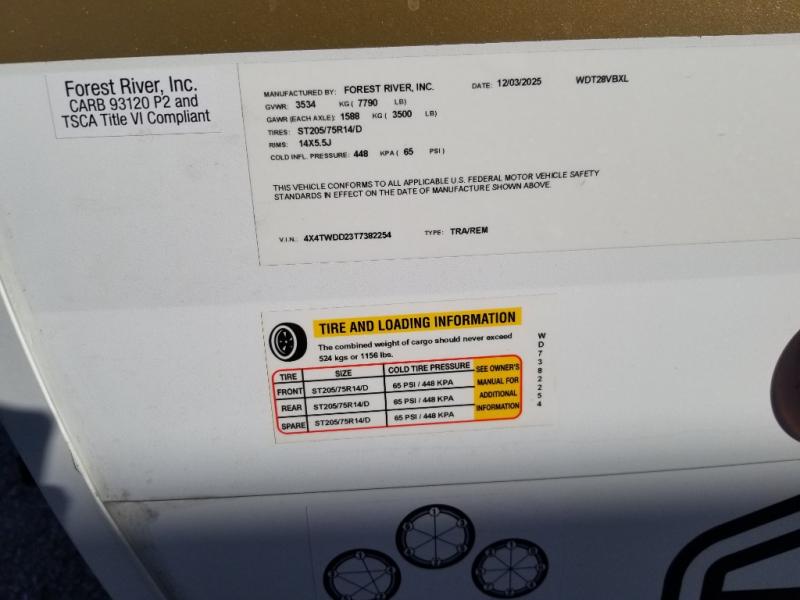 Forest River, Inc.
CARB 93120 P2 and
TSCA Title VI Compliant
MANUFACTURED BY: FOREST RIVER, INC. DATE: 12/03/2025 WDT28VBXL
GVWR: 3534 KG ( 7790 LB)
GAWR (EACH AXLE): 1588 KG ( 3500 LB)
TIRES: ST205/75R14/D
RIMS: 14X5.5J
COLD INFL. PRESSURE: 448 KPA ( 65 PSI )
THIS VEHICLE CONFORMS TO ALL APPLICABLE U.S. FEDERAL MOTOR VEHICLE SAFETY
STANDARDS IN EFFECT ON THE DATE OF MANUFACTURE SHOWN ABOVE.
V.I.N.: 4X4TWDD23T7382254 TYPE: TRA/REM
TIRE AND LOADING INFORMATION
The combined weight of cargo should never exceed
524 kgs or 1156 lbs.
TIRE SIZE COLD TIRE PRESSURE
FRONT ST205/75R14/D 65 PSI / 448 KPA
REAR ST205/75R14/D 65 PSI / 448 KPA
SPARE ST205/75R14/D 65 PSI / 448 KPA
SEE OWNER'S
MANUAL FOR
ADDITIONAL
INFORMATION
WD7382254